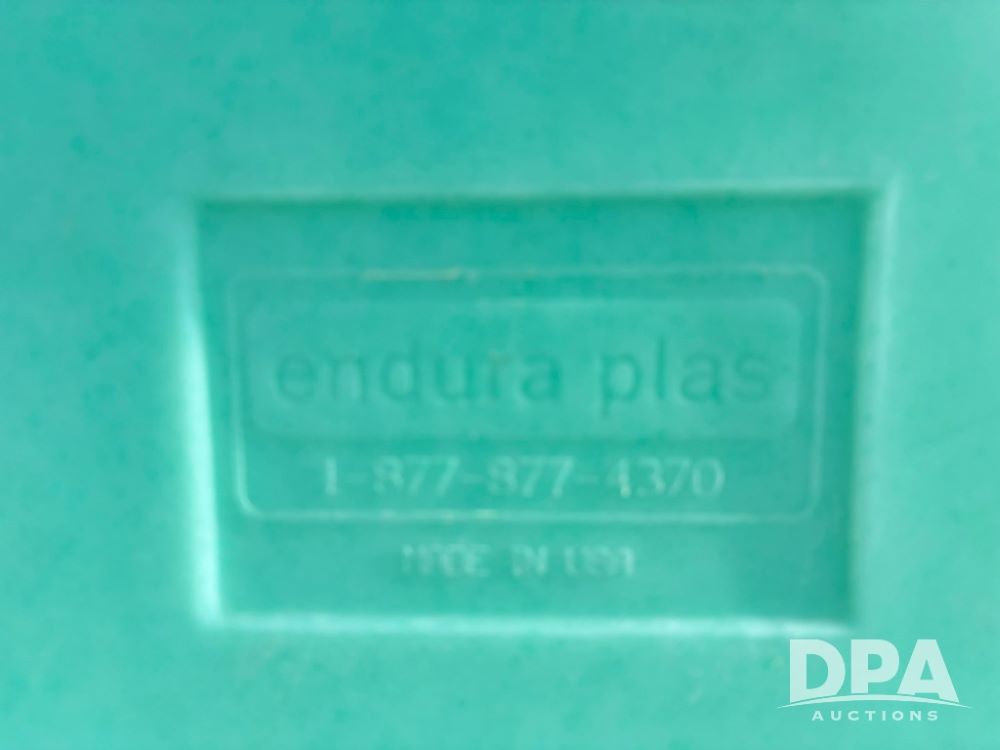 endura plas
1-877-877-4370
MADE IN USA
DPA
AUCTIONS